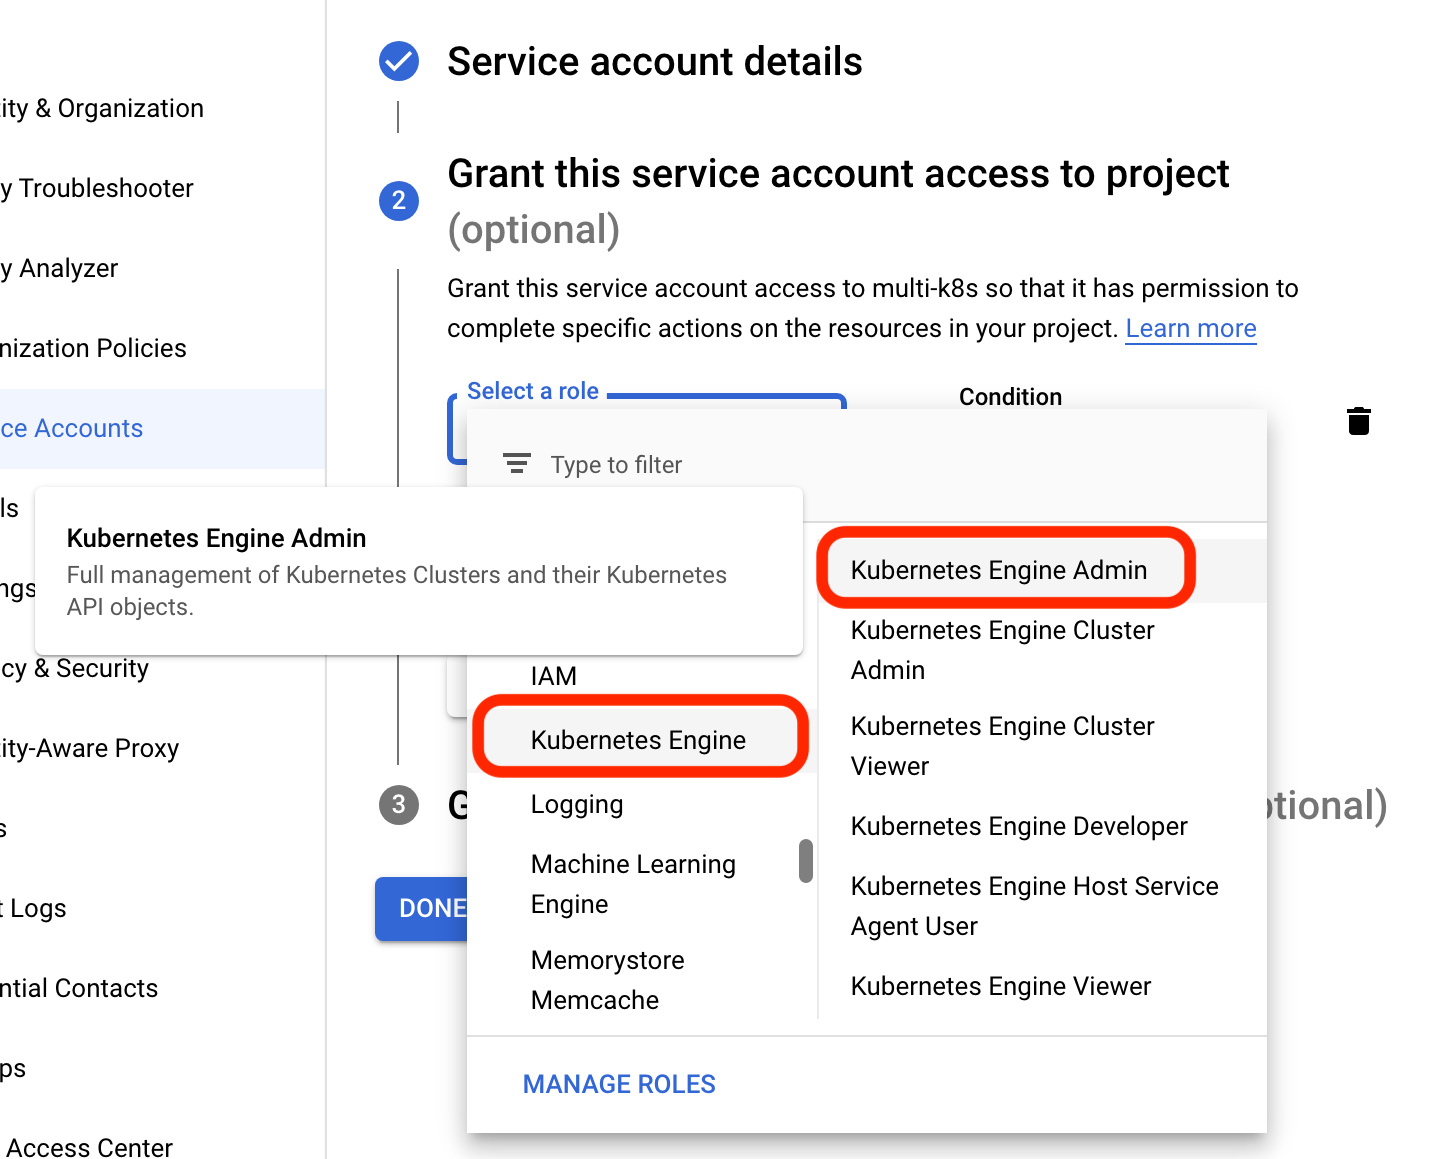 Service account details
ity & Organization
Grant this service account access to project
2
(optional)
y Troubleshooter
y Analyzer
Grant this service account access to multi-k8s so that it has permission to
complete specific actions on the resources in your project. Learn more
nization Policies
Select a role
Condition
ce Accounts
Type to filter
ls
Kubernetes Engine Admin
Full management of Kubernetes Clusters and their Kubernetes
API objects.
ngs
cy & Security
ity-Aware Proxy
s
t Logs
ntial Contacts
ps
Access Center
IAM
Kubernetes Engine
Logging
Machine Learning
Engine
Memorystore
Memcache
Kubernetes Engine Admin
Kubernetes Engine Cluster
Admin
Kubernetes Engine Cluster
Viewer
Kubernetes Engine Developer
Kubernetes Engine Host Service
Agent User
Kubernetes Engine Viewer
3
G
ptional)
DONE
MANAGE ROLES